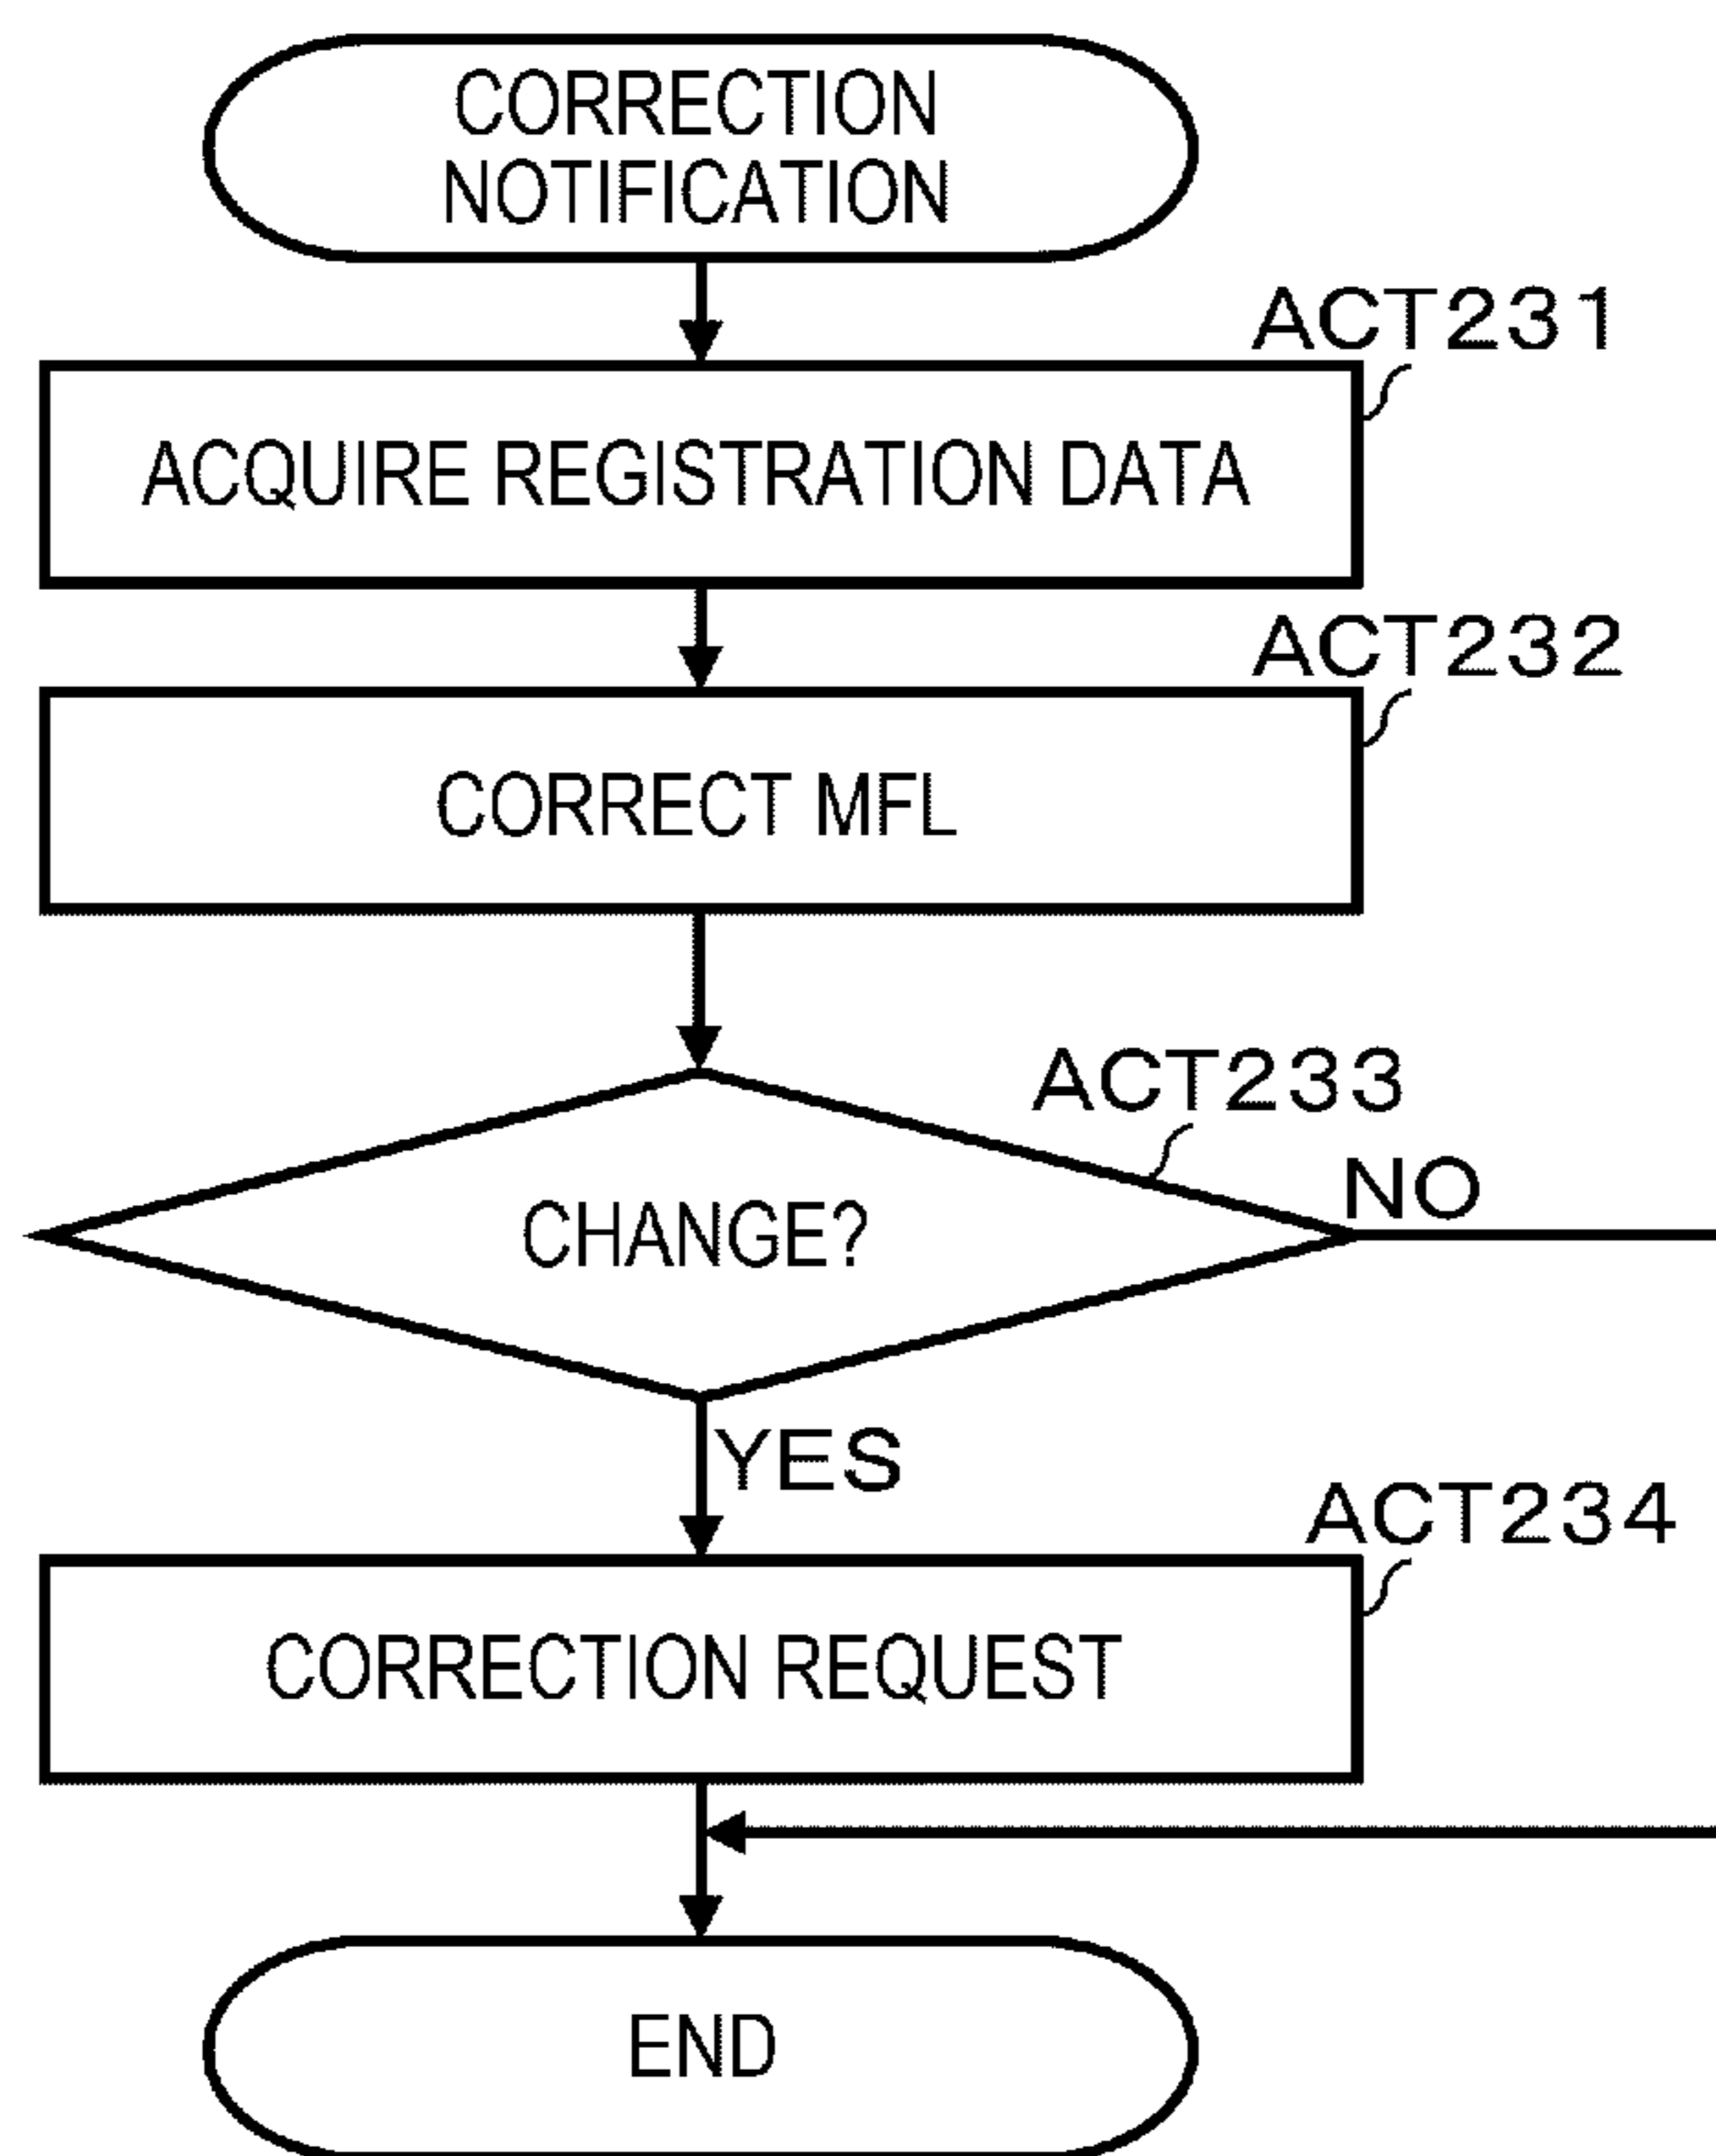 CORRECTION
NOTIFICATION
ACT231
ACQUIRE REGISTRATION DATA
ACT232
CORRECT MFL
ACT233
NO
CHANGE?
YES
ACT234
CORRECTION REQUEST
END